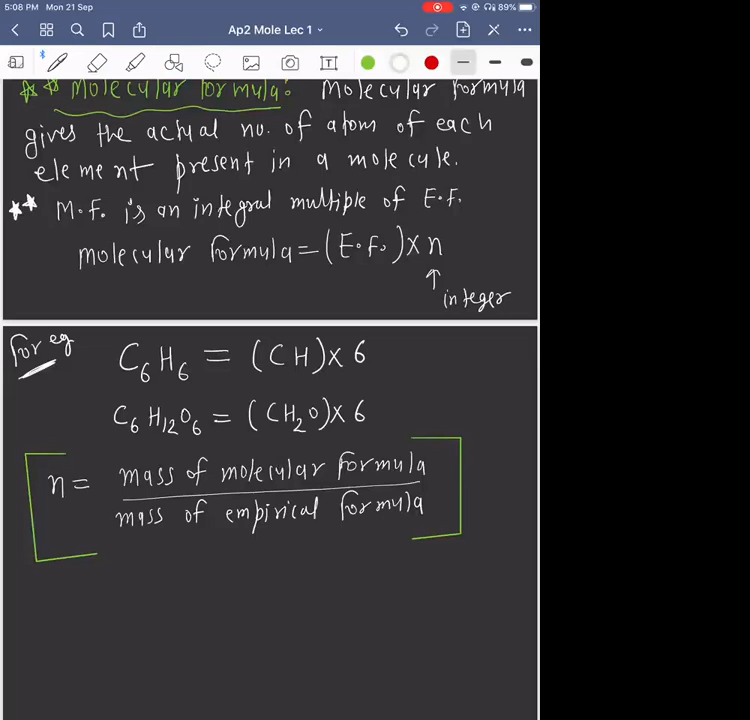 5:08 PM Mon 21 Sep
89%
Ap2 Mole Lec 1
T
Molecular formula: Molecular formula
gives the actual no. of atom of each
element present in a molecule.
M.F. is an integral multiple of E.F.
molecular formula = (E.F.) × n
↑
integer
For eg
C₆H₆ = (CH)×6
C₆H₁₂O₆ = (CH₂O)×6
n = mass of molecular formula
mass of empirical formula